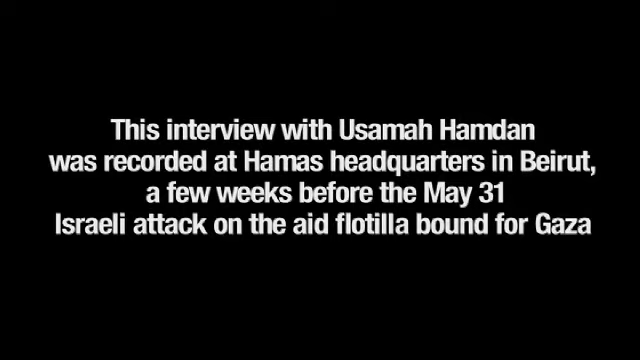 This interview with Usamah Hamdan
was recorded at Hamas headquarters in Beirut,
a few weeks before the May 31
Israeli attack on the aid flotilla bound for Gaza